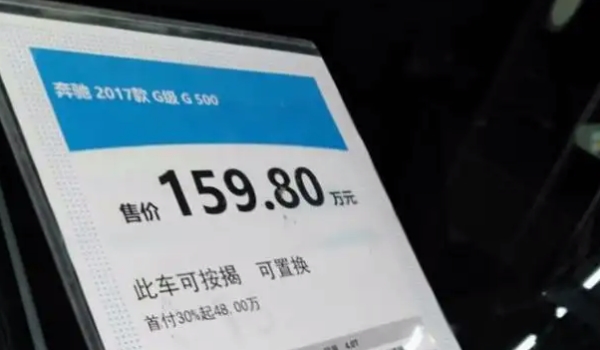 奔驰 2017款 G级 G 500
售价 159.80 万元
此车可按揭 可置换
首付30%起48.00万